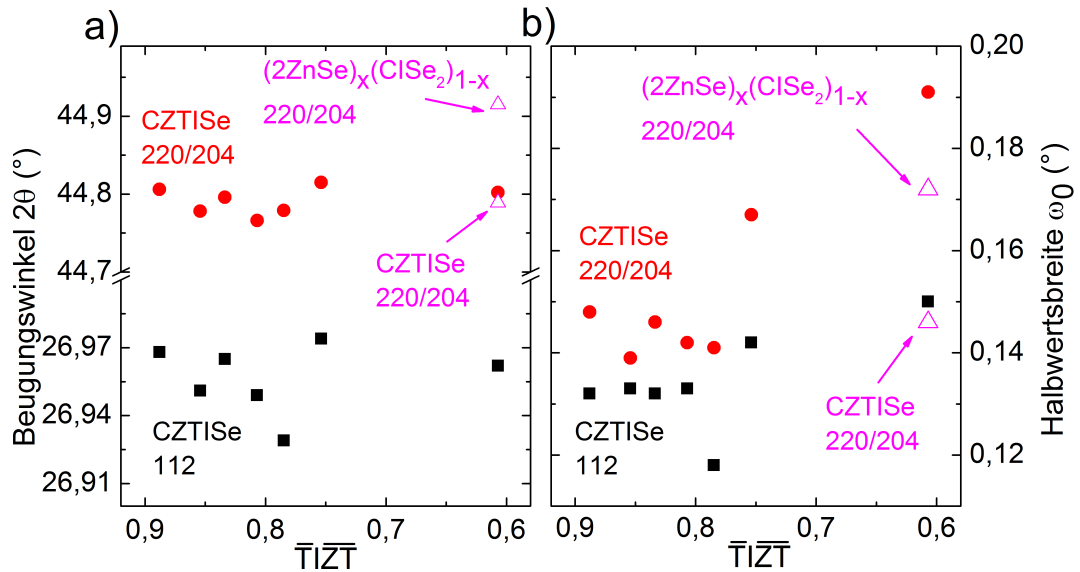 a)
44,9
44,8
44,7
26,97
26,94
26,91
Beugungswinkel 2θ (°)
(2ZnSe)ₓ(CISe₂)₁₋ₓ
220/204
CZTISe
220/204
CZTISe
220/204
CZTISe
112
0,9
0,8
0,7
0,6
T̅IZ̅T̅
b)
0,20
0,18
0,16
0,14
0,12
Halbwertsbreite ω₀ (°)
(2ZnSe)ₓ(CISe₂)₁₋ₓ
220/204
CZTISe
220/204
CZTISe
220/204
CZTISe
112
0,9
0,8
0,7
0,6
T̅IZ̅T̅